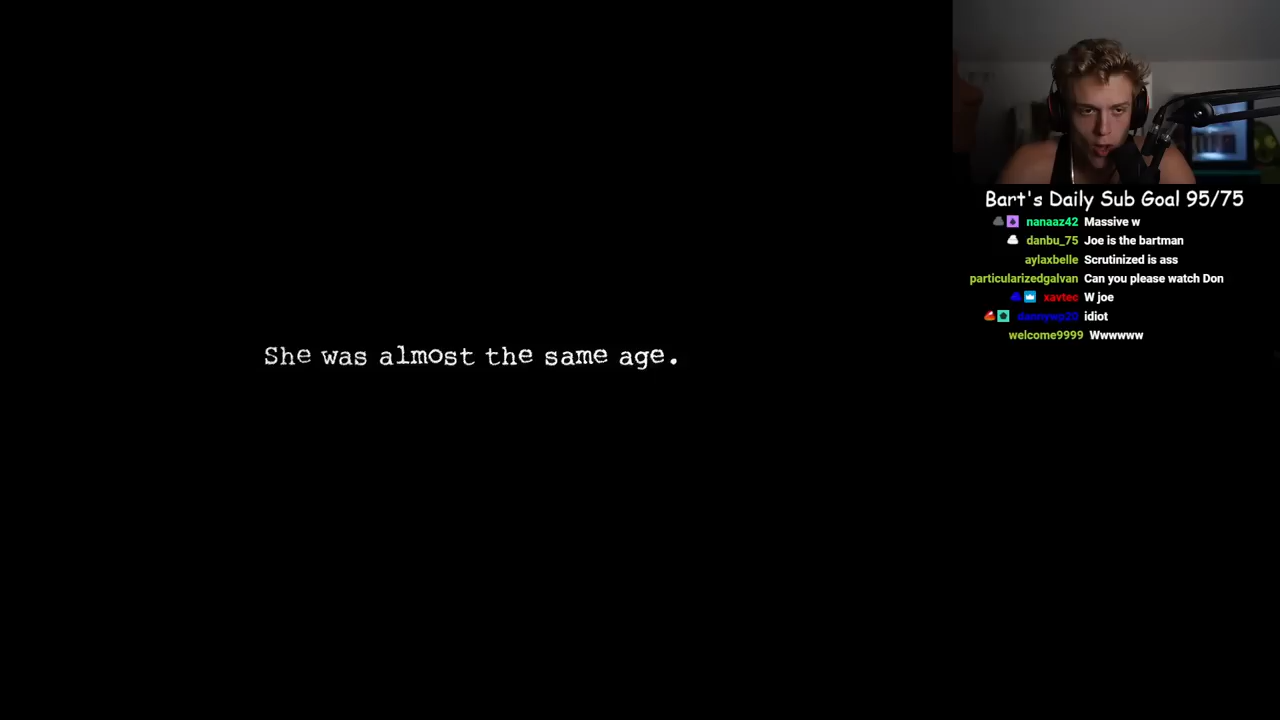 She was almost the same age.
Bart's Daily Sub Goal 95/75
nanaaz42 Massive w
danbu_75 Joe is the bartman
aylaxbelle Scrutinized is ass
particularizedgalvan Can you please watch Don
xavtec W joe
dannywp20 idiot
welcome9999 Wwwwww